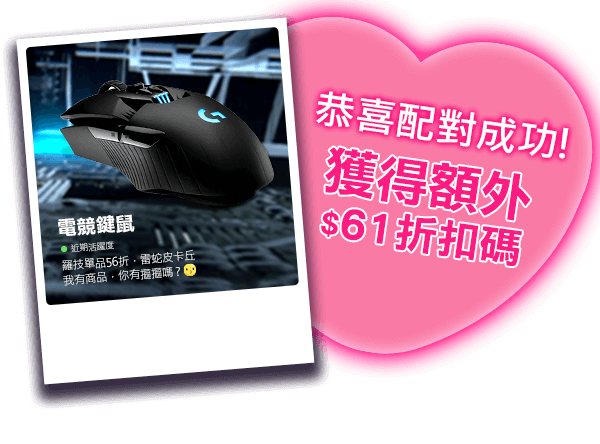 電競鍵鼠
近期活躍度
羅技單品56折，雷蛇皮卡丘
我有商品，你有摳摳嗎？
恭喜配對成功!
獲得額外
$61折扣碼